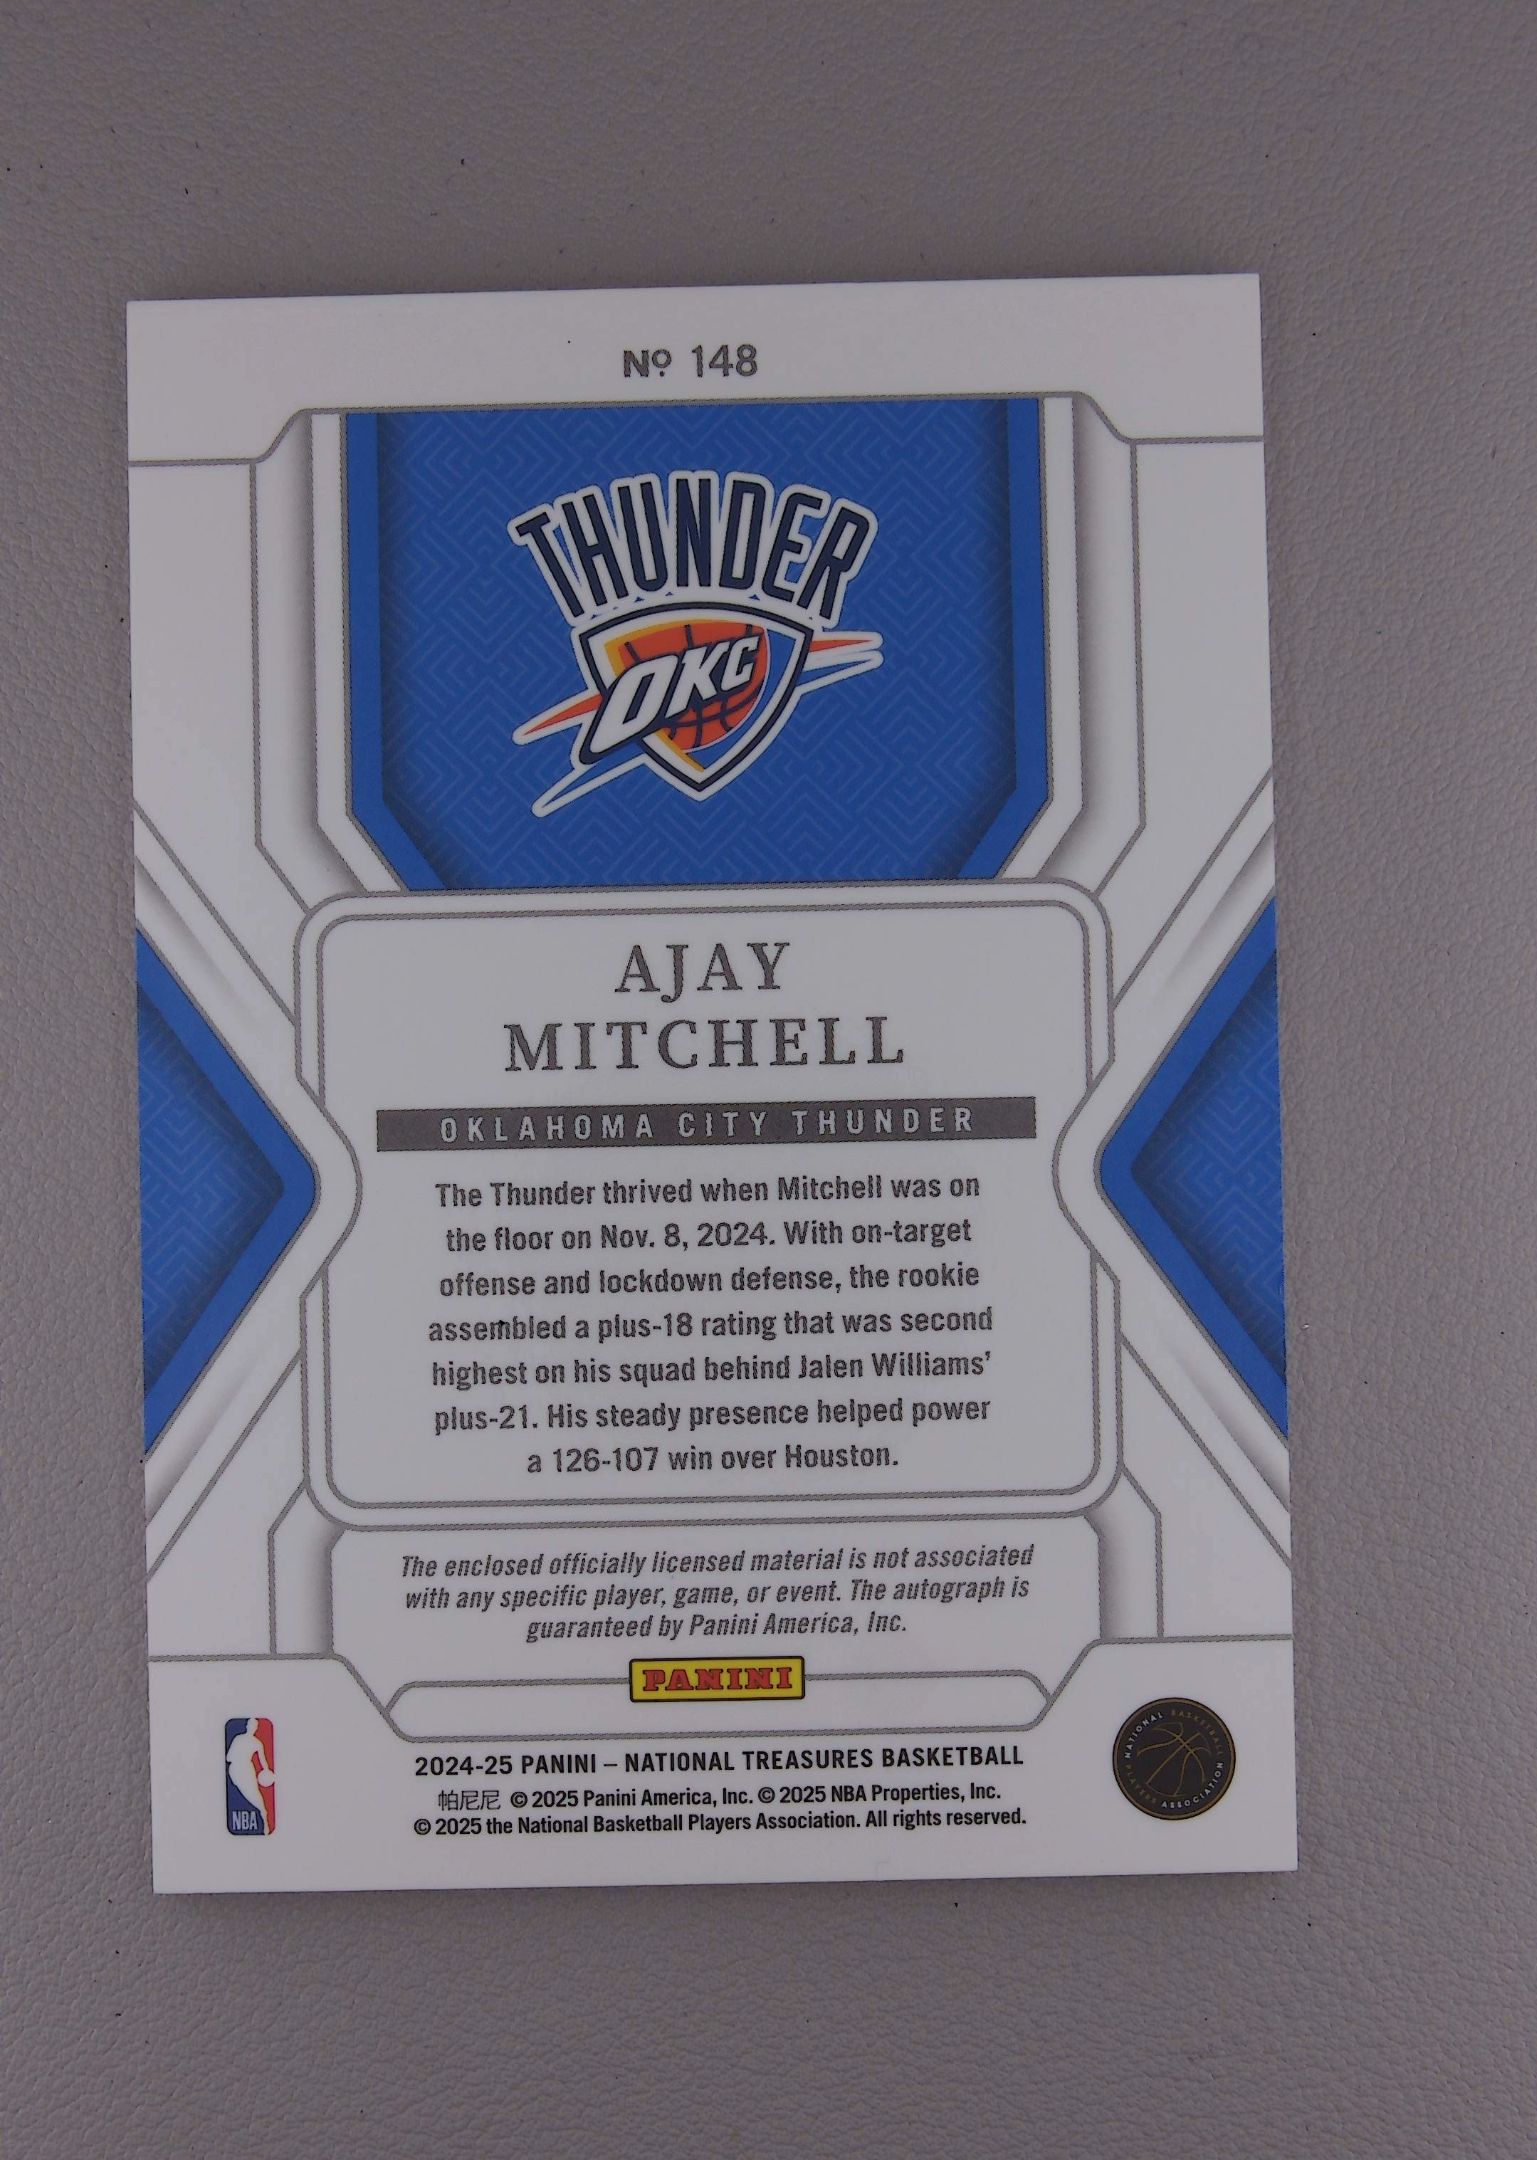 Nº 148
THUNDER
OKC
AJAY
MITCHELL
OKLAHOMA CITY THUNDER
The Thunder thrived when Mitchell was on
the floor on Nov. 8, 2024. With on-target
offense and lockdown defense, the rookie
assembled a plus-18 rating that was second
highest on his squad behind Jalen Williams'
plus-21. His steady presence helped power
a 126-107 win over Houston.
The enclosed officially licensed material is not associated
with any specific player, game, or event. The autograph is
guaranteed by Panini America, Inc.
PANINI
2024-25 PANINI – NATIONAL TREASURES BASKETBALL
帕尼尼 © 2025 Panini America, Inc. © 2025 NBA Properties, Inc.
© 2025 the National Basketball Players Association. All rights reserved.
NBA
NATIONAL BASKETBALL PLAYERS ASSOCIATION